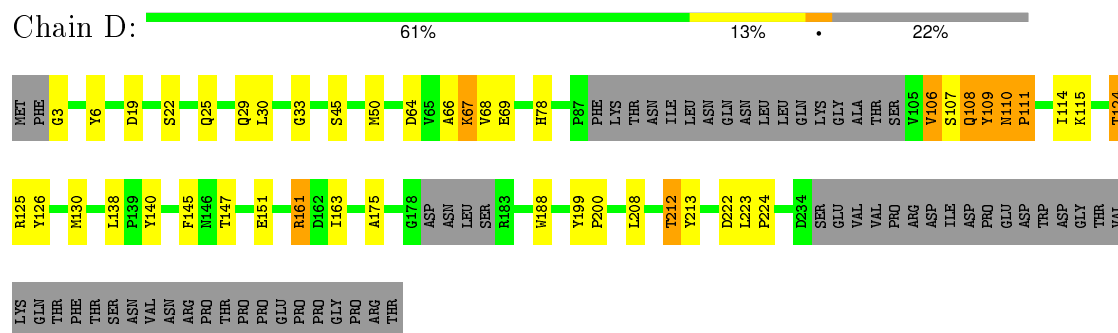 Chain D:
61% 13% • 22%
MET PHE G3 Y6 D19 S22 Q25 Q29 L30 G33 S45 M50 D64 V65 A66 K67 V68 E69 H78 P87 PHE LYS THR ASN ILE LEU ASN GLN ASN LEU LEU GLN LYS GLY ALA THR SER V105 V106 S107 Q108 Y109 N110 P111 I114 K115 T124
R125 Y126 M130 L138 P139 Y140 F145 N146 T147 E151 R161 D162 I163 A175 G178 ASP ASN LEU SER R183 W188 Y199 P200 L208 T212 Y213 D222 L223 P224 D234 SER GLU VAL VAL PRO ARG ASP ILE ASP PRO GLU ASP TRP ASP GLY THR VAL
LYS GLN THR PHE THR SER ASN VAL ASN ARG PRO THR PRO PRO GLU PRO PRO GLY PRO ARG THR